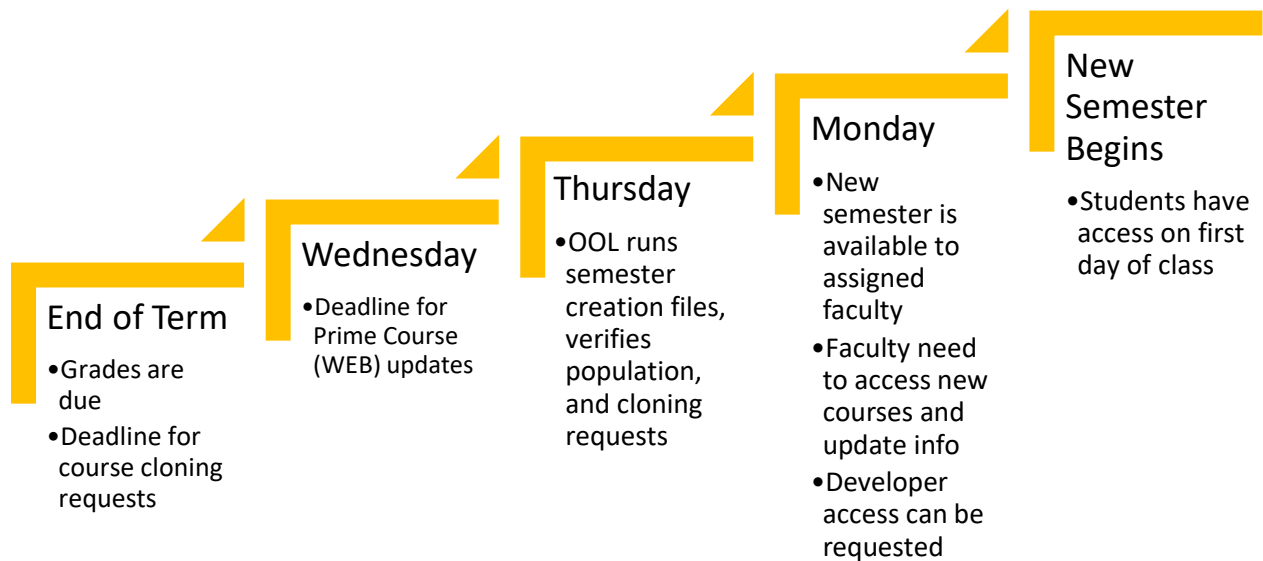 End of Term
•Grades are
due
•Deadline for
course cloning
requests
Wednesday
•Deadline for
Prime Course
(WEB) updates
Thursday
•OOL runs
semester
creation files,
verifies
population,
and cloning
requests
Monday
•New
semester is
available to
assigned
faculty
•Faculty need
to access new
courses and
update info
•Developer
access can be
requested
New
Semester
Begins
•Students have
access on first
day of class